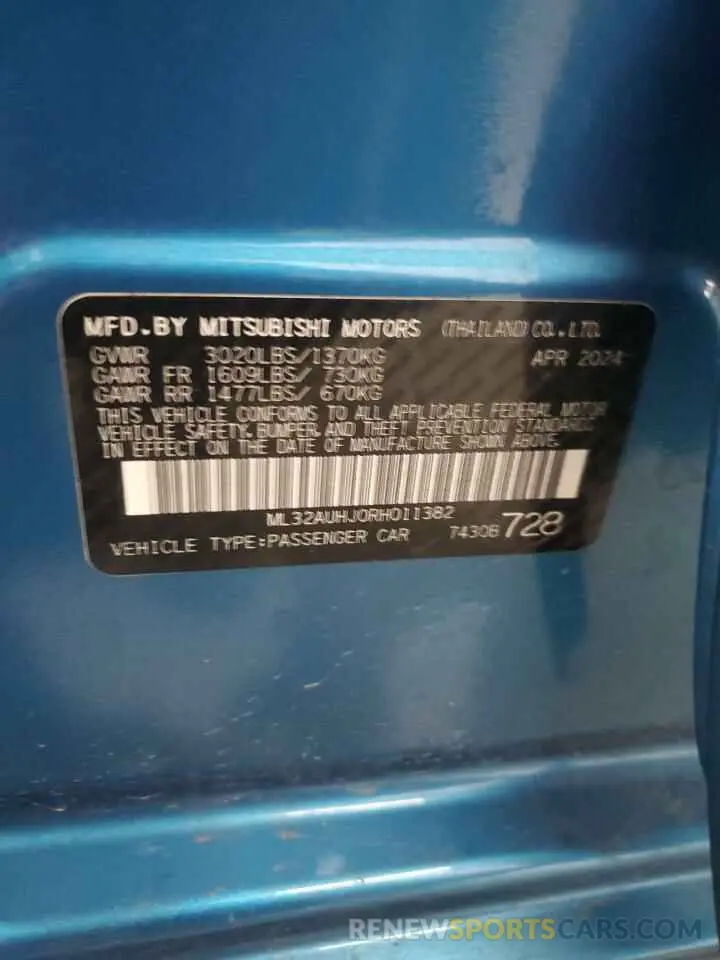 MFD.BY MITSUBISHI MOTORS (THAILAND) CO., LTD.
GVWR 3020LBS/1370KG APR 2024
GAWR FR 1609LBS/ 730KG
GAWR RR 1477LBS/ 670KG
THIS VEHICLE CONFORMS TO ALL APPLICABLE FEDERAL MOTOR
VEHICLE SAFETY, BUMPER, AND THEFT PREVENTION STANDARDS
IN EFFECT ON THE DATE OF MANUFACTURE SHOWN ABOVE.
ML32AUHJ0RH011382
VEHICLE TYPE:PASSENGER CAR 7430B 728
RENEWSPORTSCARS.COM